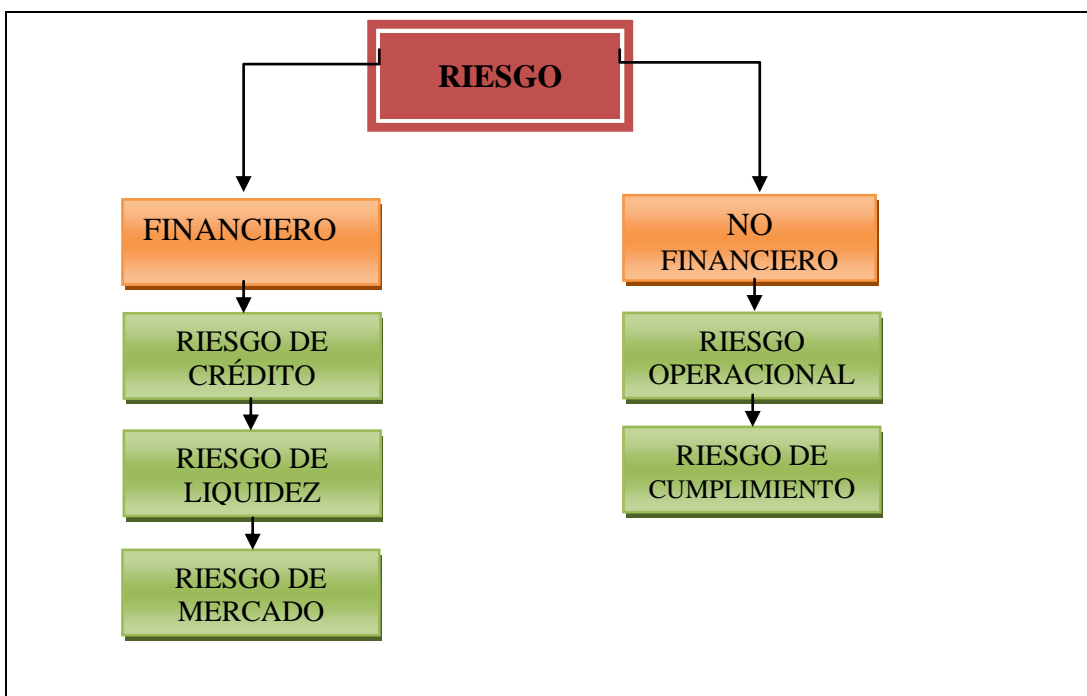 RIESGO
FINANCIERO
RIESGO DE
CRÉDITO
RIESGO DE
LIQUIDEZ
RIESGO DE
MERCADO
NO
FINANCIERO
RIESGO
OPERACIONAL
RIESGO DE
CUMPLIMIENTO